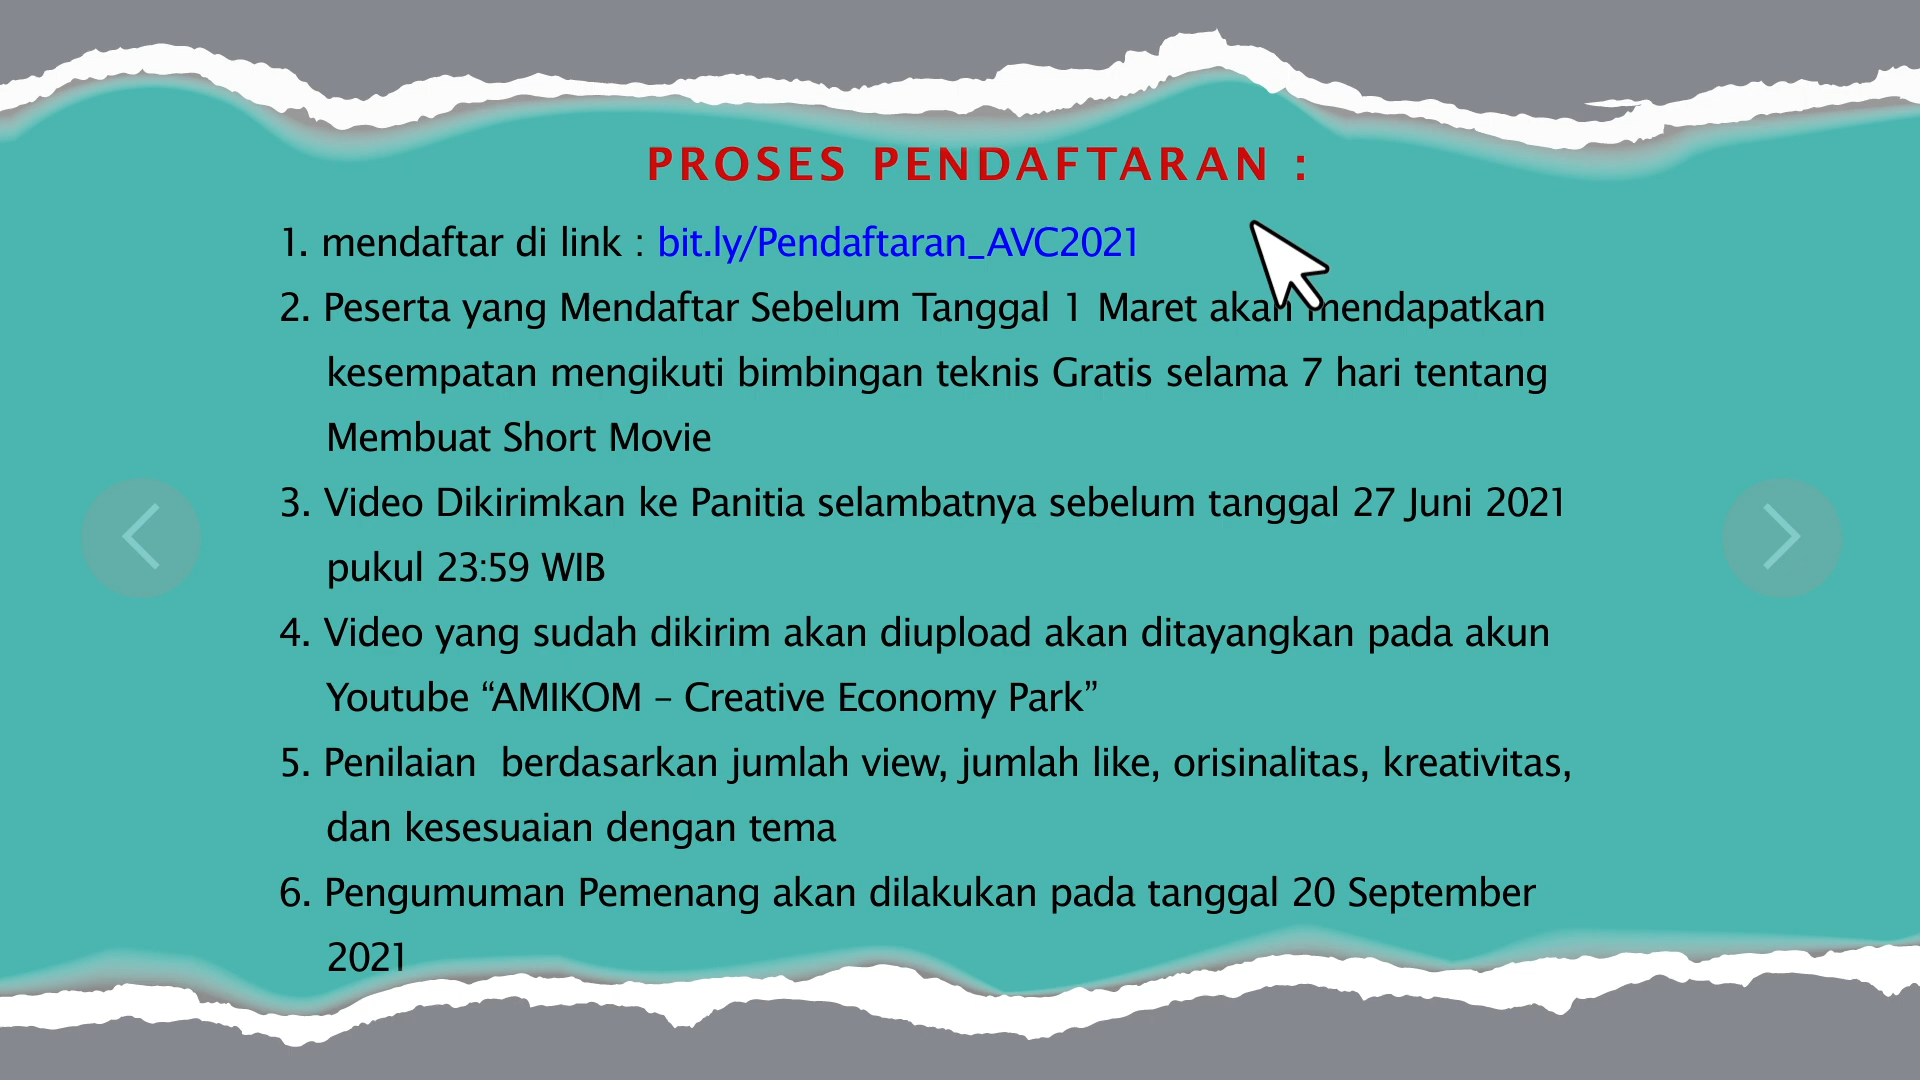 PROSES PENDAFTARAN :
1. mendaftar di link : bit.ly/Pendaftaran_AVC2021
2. Peserta yang Mendaftar Sebelum Tanggal 1 Maret akan mendapatkan
kesempatan mengikuti bimbingan teknis Gratis selama 7 hari tentang
Membuat Short Movie
3. Video Dikirimkan ke Panitia selambatnya sebelum tanggal 27 Juni 2021
pukul 23:59 WIB
4. Video yang sudah dikirim akan diupload akan ditayangkan pada akun
Youtube “AMIKOM – Creative Economy Park”
5. Penilaian  berdasarkan jumlah view, jumlah like, orisinalitas, kreativitas,
dan kesesuaian dengan tema
6. Pengumuman Pemenang akan dilakukan pada tanggal 20 September
2021